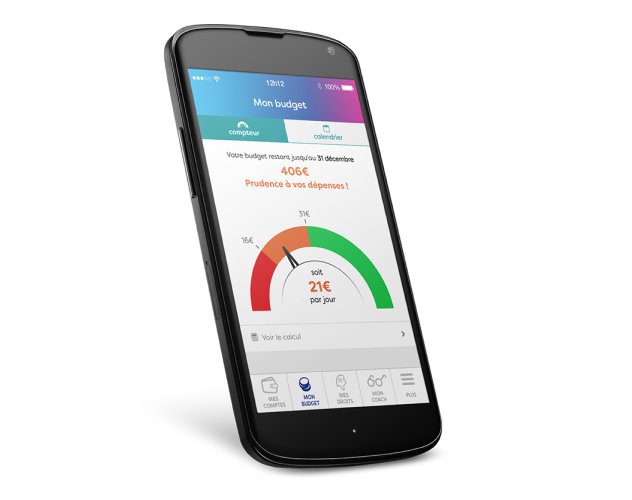 12h12
100%
Mon budget
compteur
calendrier
Votre budget restant jusqu'au 31 décembre
406€
Prudence à vos dépenses !
31€
16€
soit
21€
par jour
Voir le calcul
MES COMPTES
MON BUDGET
MES DROITS
MON COACH
PLUS